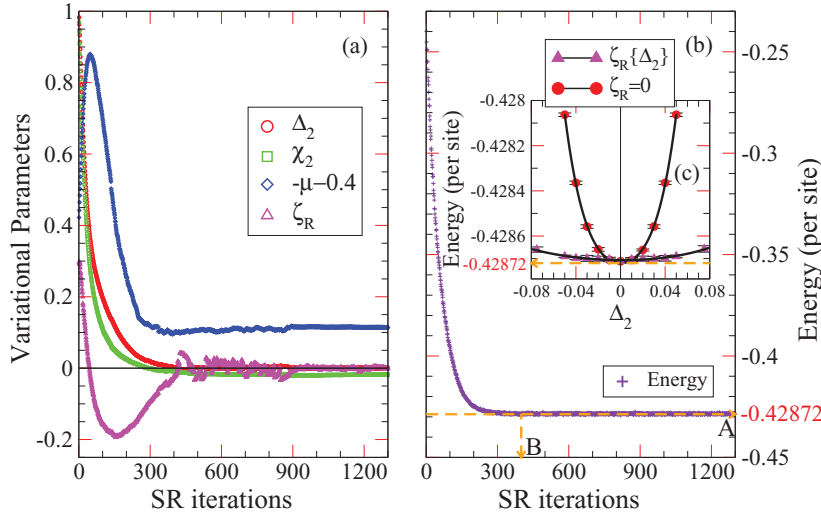 (a)
Variational Parameters
1
0.8
0.6
0.4
0.2
0
-0.2
Δ₂
χ₂
-μ-0.4
ζ_R
0 300 600 900 1200
SR iterations
(b)
Energy (per site)
-0.25
-0.3
-0.35
-0.4
-0.42872
-0.45
ζ_R{Δ₂}
ζ_R=0
(c)
Energy (per site)
-0.428
-0.4282
-0.4284
-0.4286
-0.42872
-0.08 -0.04 0 0.04 0.08
Δ₂
Energy
A
B
0 300 600 900 1200
SR iterations